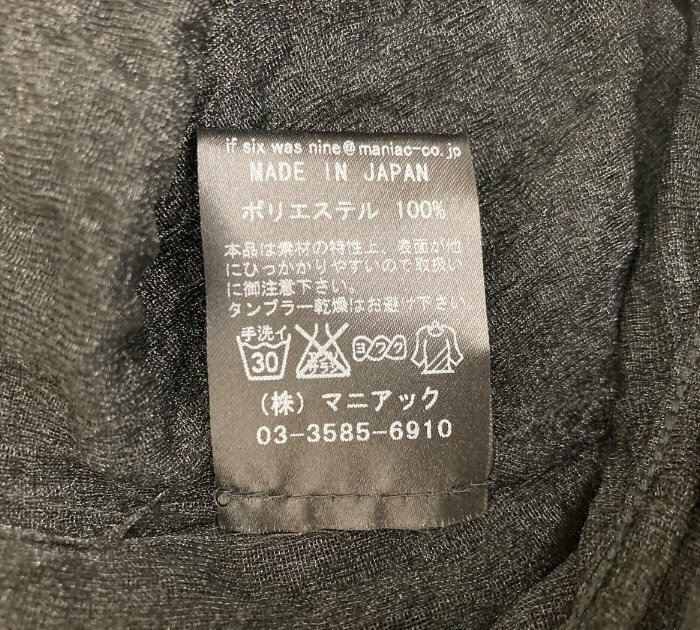 if six was nine@maniac-co.jp
MADE IN JAPAN
ポリエステル 100%
本品は素材の特性上、表面が他
にひっかかりやすいので取扱い
に御注意下さい。
タンブラー乾燥はお避け下さい。
手洗イ
30
エンソ
サラシ
ヨワク
(株) マニアック
03-3585-6910